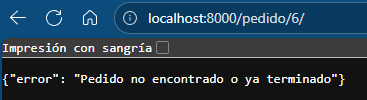 localhost:8000/pedido/6/
Impresión con sangría
{"error": "Pedido no encontrado o ya terminado"}